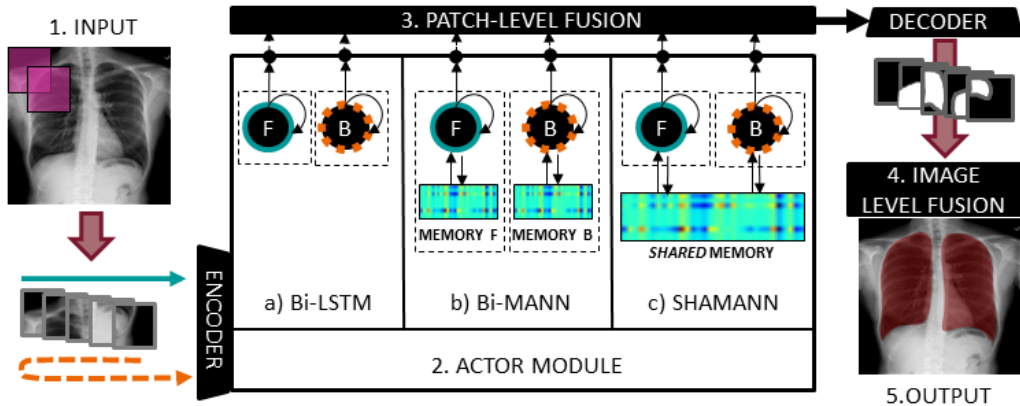 1. INPUT
3. PATCH-LEVEL FUSION
DECODER
F
B
F
B
F
B
MEMORY F
MEMORY B
SHARED MEMORY
ENCODER
a) Bi-LSTM
b) Bi-MANN
c) SHAMANN
2. ACTOR MODULE
4. IMAGE
LEVEL FUSION
5.OUTPUT